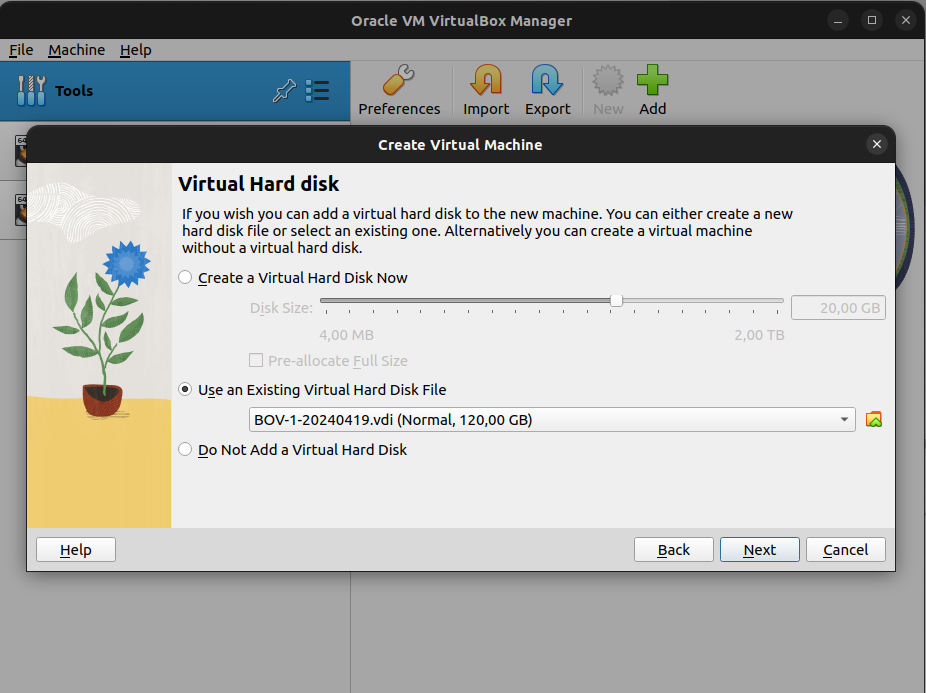 Oracle VM VirtualBox Manager
File Machine Help
Tools
Preferences Import Export New Add
64
64
Create Virtual Machine
Virtual Hard disk
If you wish you can add a virtual hard disk to the new machine. You can either create a new
hard disk file or select an existing one. Alternatively you can create a virtual machine
without a virtual hard disk.
Create a Virtual Hard Disk Now
Disk Size: 20,00 GB
4,00 MB 2,00 TB
Pre-allocate Full Size
Use an Existing Virtual Hard Disk File
BOV-1-20240419.vdi (Normal, 120,00 GB)
Do Not Add a Virtual Hard Disk
Help Back Next Cancel